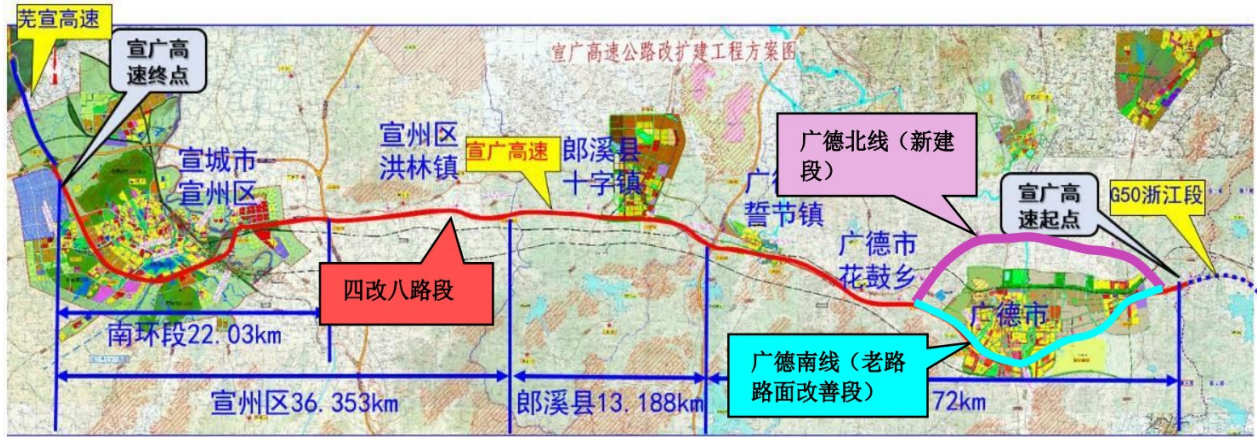 芜宣高速
宣广高
速终点
宣广高速公路改扩建工程方案图
宣城市
宣州区
宣州区
洪林镇
宣广高速
郎溪县
十字镇
广德北线（新建
段）
广
誓节镇
宣广高
速起点
G50浙江段
广德市
花鼓乡
四改八路段
广德市
南环段22.03km
广德南线（老路
路面改善段）
宣州区36.353km
郎溪县13.188km
72km